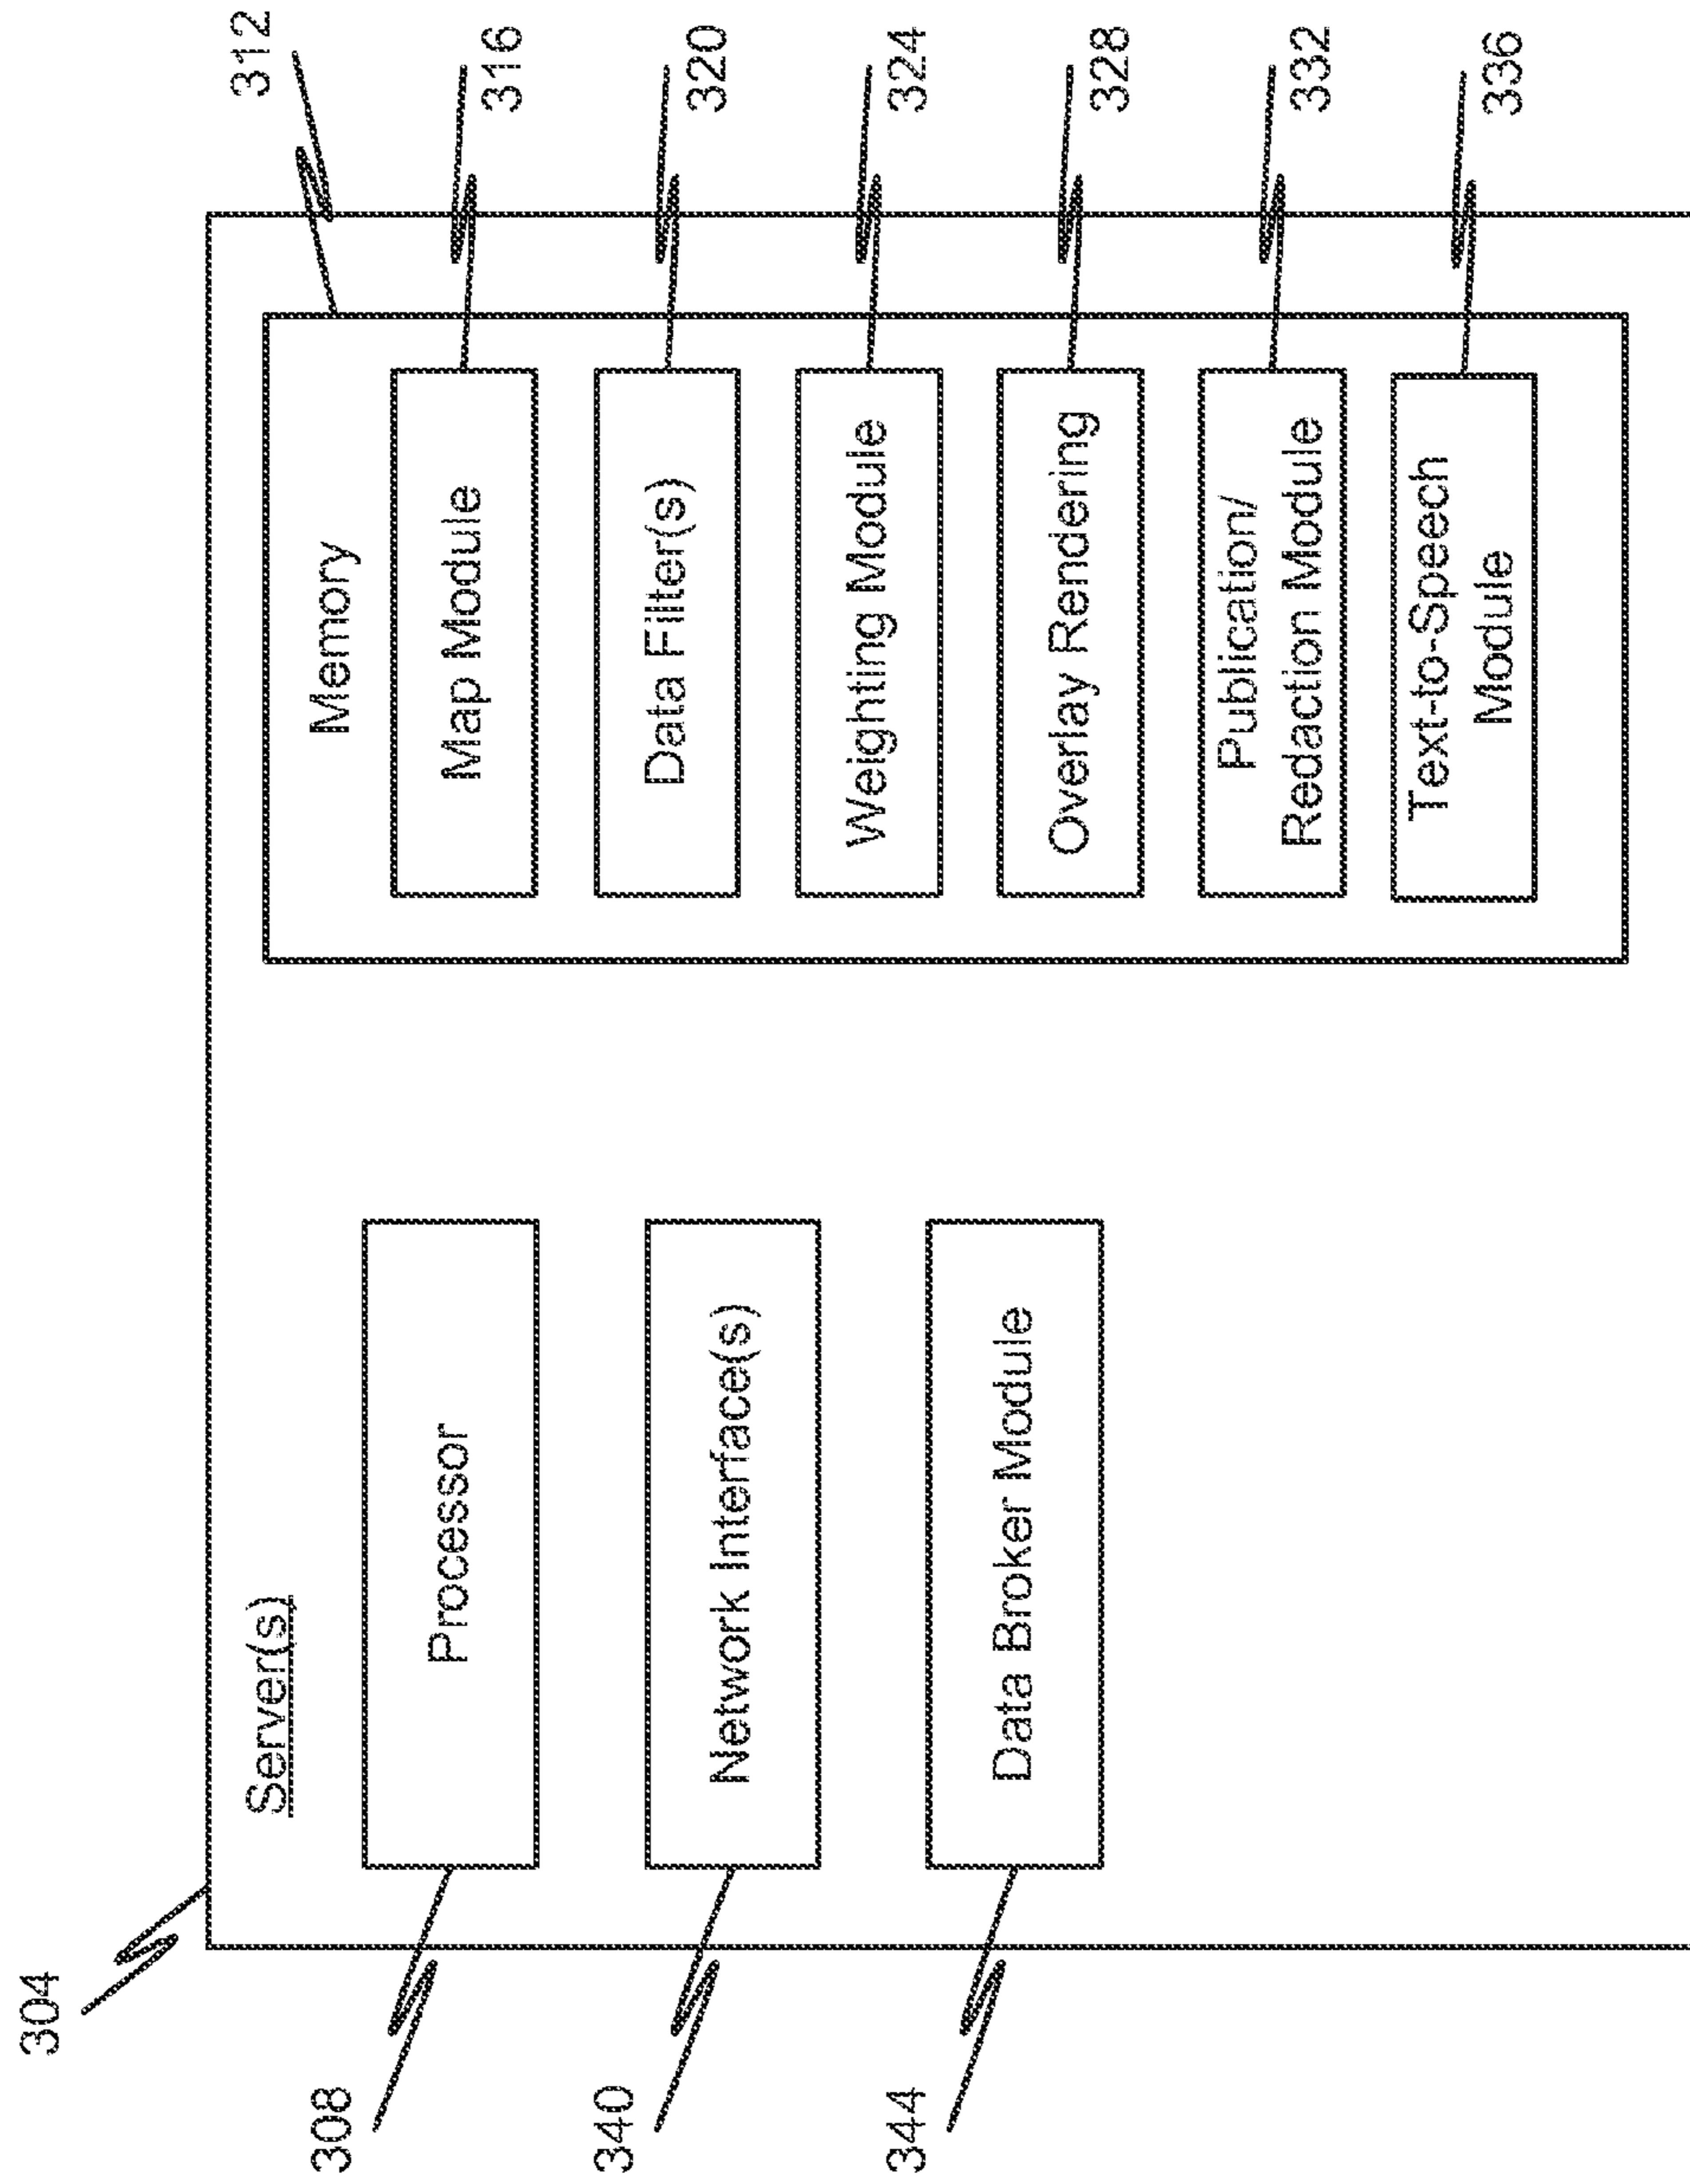 304
Server(s)
308
Processor
340
Network Interface(s)
344
Data Broker Module
312
Memory
Map Module
316
Data Filter(s)
320
Weighting Module
324
Overlay Rendering
328
Publication/
Redaction Module
332
Text-to-Speech
Module
336